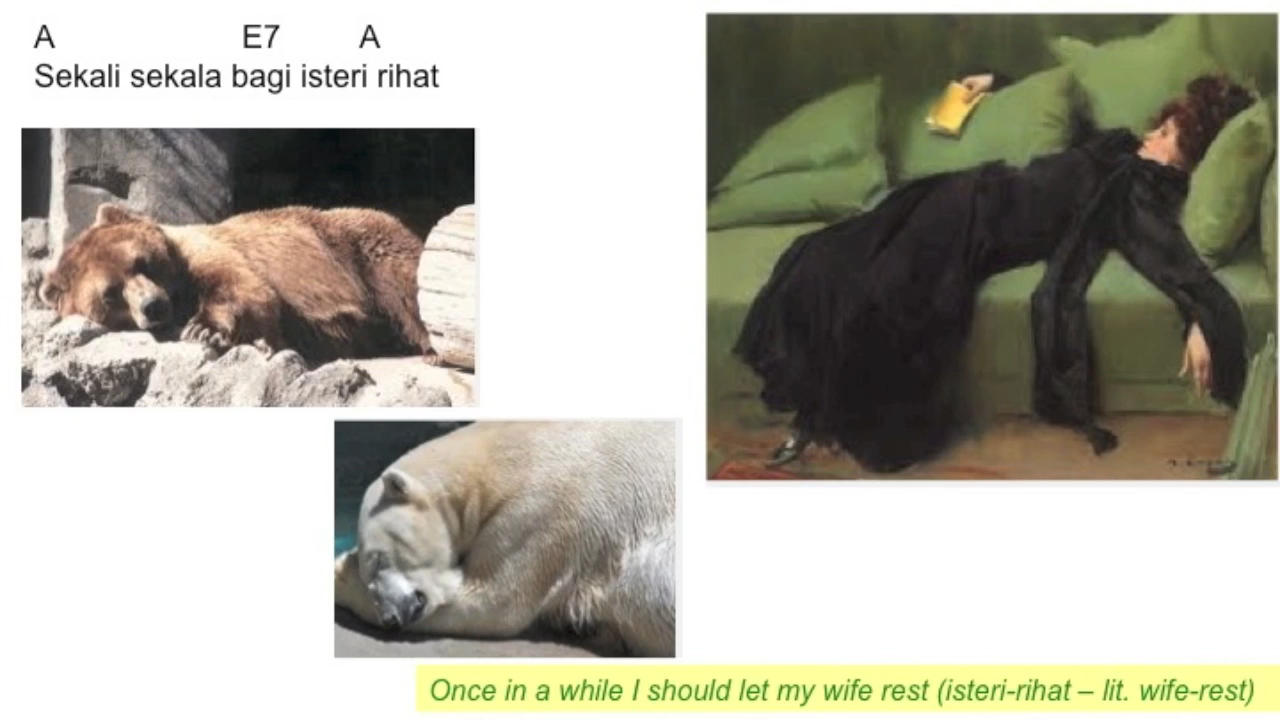 A E7 A
Sekali sekala bagi isteri rihat
Once in a while I should let my wife rest (isteri-rihat – lit. wife-rest)